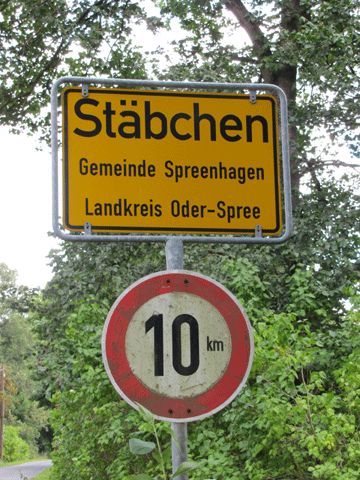 Stäbchen
Gemeinde Spreenhagen
Landkreis Oder-Spree
10 km